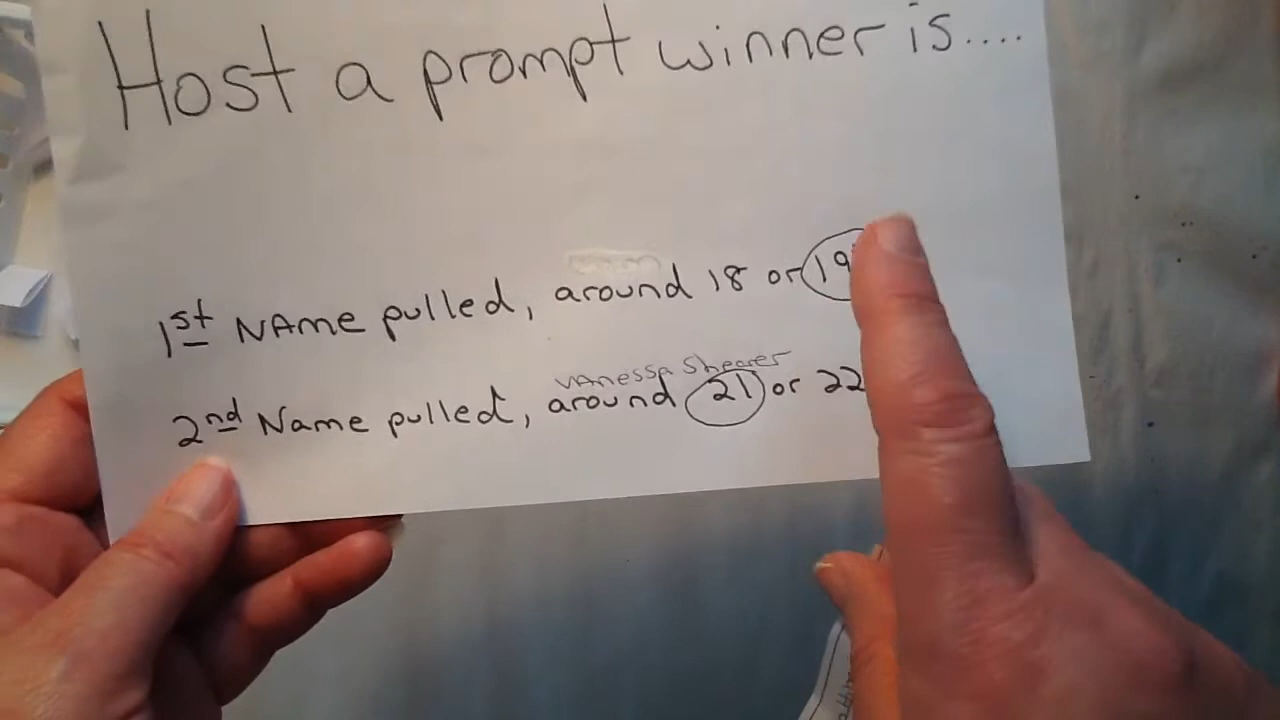 Host a prompt winner is....
1st NAMe pulled, around 18 or 19
VANessa Shearer
2nd Name pulled, around 21 or 22